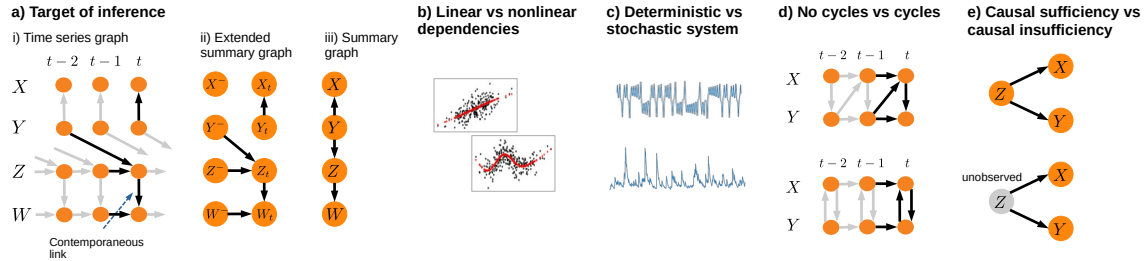 a) Target of inference
i) Time series graph
t − 2 t − 1 t
X
Y
Z
W
Contemporaneous
link
ii) Extended
summary graph
X⁻ Xₜ
Y⁻ Yₜ
Z⁻ Zₜ
W⁻ Wₜ
iii) Summary
graph
X
Y
Z
W
b) Linear vs nonlinear
dependencies
c) Deterministic vs
stochastic system
d) No cycles vs cycles
t − 2 t − 1 t
X
Y
t − 2 t − 1 t
X
Y
e) Causal sufficiency vs
causal insufficiency
X
Z
Y
unobserved
X
Z
Y